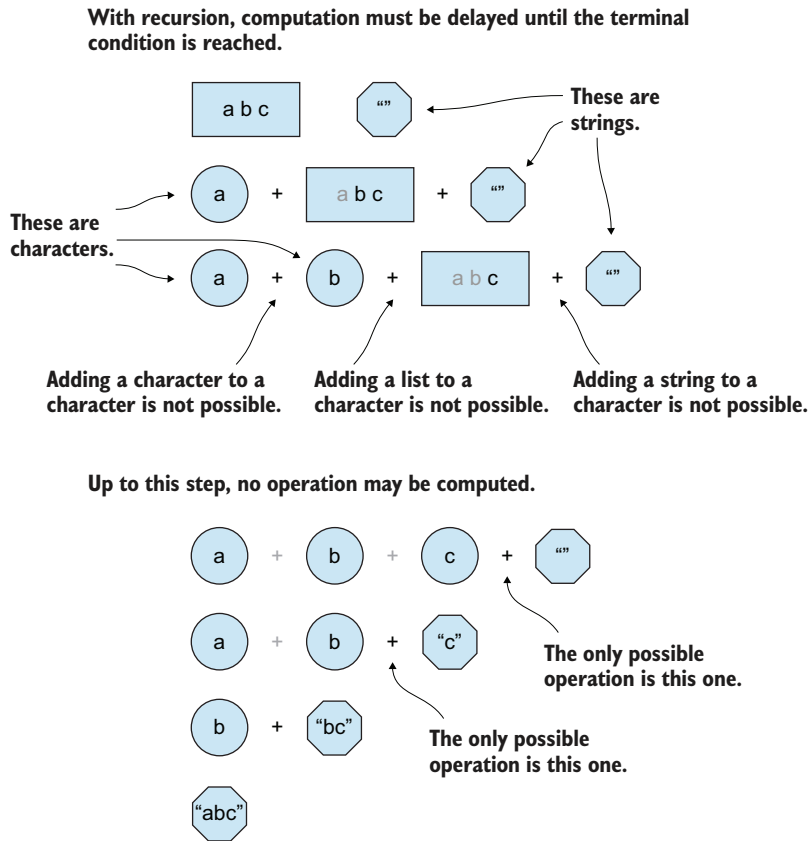 With recursion, computation must be delayed until the terminal
condition is reached.
a b c “”
These are
strings.
a + a b c + “”
These are
characters.
a + b + a b c + “”
Adding a character to a
character is not possible.
Adding a list to a
character is not possible.
Adding a string to a
character is not possible.
Up to this step, no operation may be computed.
a + b + c + “”
a + b + “c”
The only possible
operation is this one.
b + “bc”
The only possible
operation is this one.
“abc”